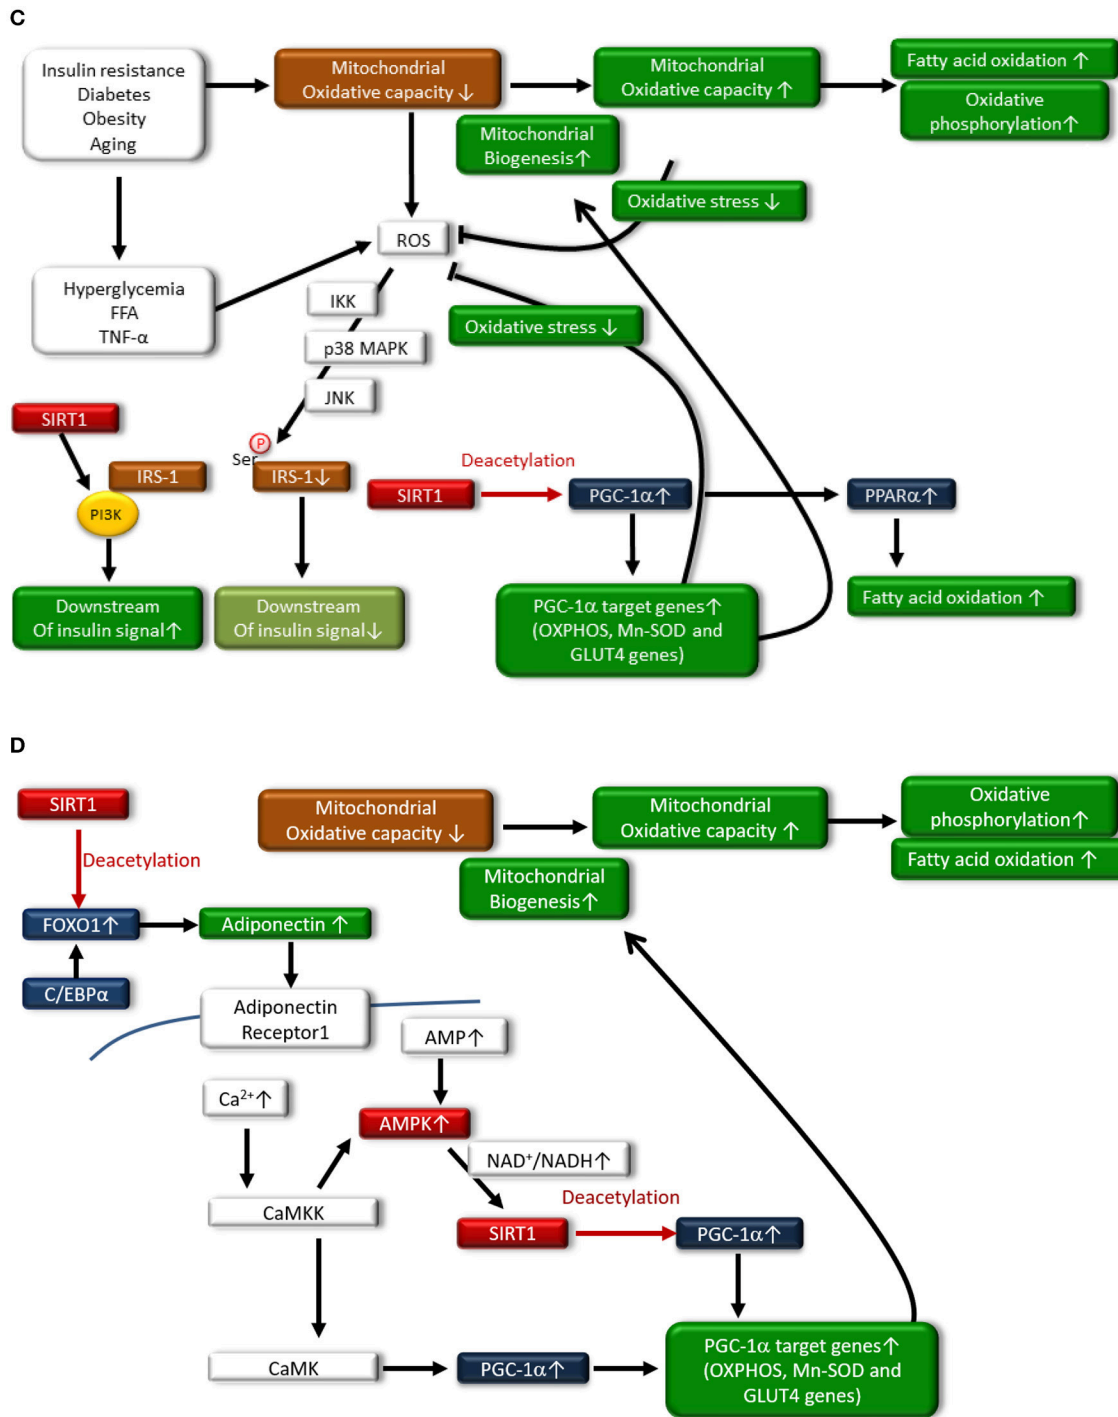 C
Insulin resistance
Diabetes
Obesity
Aging
Mitochondrial
Oxidative capacity ↓
Mitochondrial
Oxidative capacity ↑
Fatty acid oxidation ↑
Oxidative
phosphorylation↑
Mitochondrial
Biogenesis↑
Oxidative stress ↓
ROS
Hyperglycemia
FFA
TNF-α
IKK
p38 MAPK
JNK
Oxidative stress ↓
SIRT1
IRS-1
PI3K
Downstream
Of insulin signal↑
P
Ser
IRS-1↓
Downstream
Of insulin signal↓
Deacetylation
SIRT1
PGC-1α↑
PPARα↑
PGC-1α target genes↑
(OXPHOS, Mn-SOD and
GLUT4 genes)
Fatty acid oxidation ↑
D
SIRT1
Deacetylation
FOXO1↑
C/EBPα
Adiponectin ↑
Adiponectin
Receptor1
Mitochondrial
Oxidative capacity ↓
Mitochondrial
Oxidative capacity ↑
Oxidative
phosphorylation↑
Fatty acid oxidation ↑
Mitochondrial
Biogenesis↑
AMP↑
Ca²⁺↑
AMPK↑
NAD⁺/NADH↑
CaMKK
Deacetylation
SIRT1
PGC-1α↑
CaMK
PGC-1α↑
PGC-1α target genes↑
(OXPHOS, Mn-SOD and
GLUT4 genes)